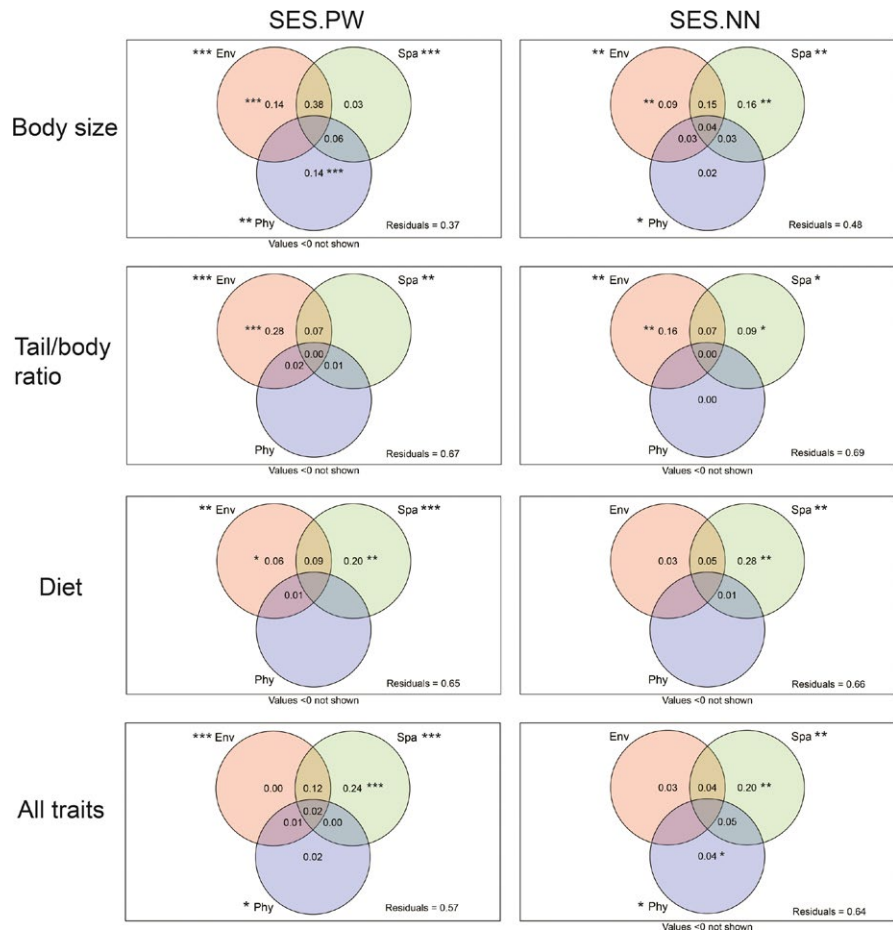 SES.PW SES.NN
Body size
*** Env Spa ***
*** 0.14 0.38 0.03
0.06
0.14 ***
** Phy Residuals = 0.37
Values <0 not shown
** Env Spa **
** 0.09 0.15 0.16 **
0.04
0.03 0.03
0.02
* Phy Residuals = 0.48
Tail/body
ratio
*** Env Spa **
*** 0.28 0.07
0.00
0.02 0.01
Phy Residuals = 0.67
Values <0 not shown
** Env Spa *
** 0.16 0.07 0.09 *
0.00
0.00
Phy Residuals = 0.69
Values <0 not shown
Diet
** Env Spa ***
* 0.06 0.09 0.20 **
0.01
Phy Residuals = 0.65
Values <0 not shown
Env Spa **
0.03 0.05 0.28 **
0.01
Phy Residuals = 0.66
Values <0 not shown
All traits
*** Env Spa ***
0.00 0.12 0.24 ***
0.02
0.01 0.00
0.02
* Phy Residuals = 0.57
Env Spa **
0.03 0.04 0.20 **
0.05
0.04 *
* Phy Residuals = 0.64
Values <0 not shown